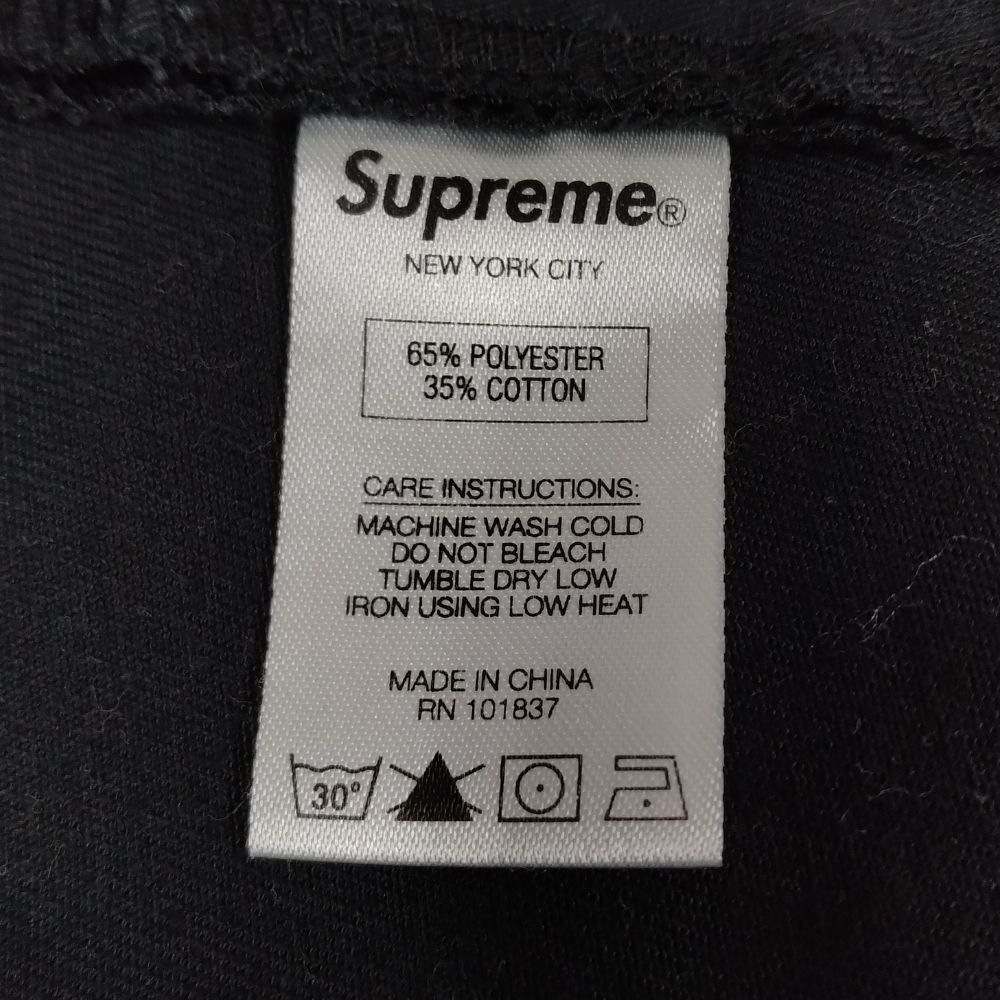 Supreme®
NEW YORK CITY
65% POLYESTER
35% COTTON
CARE INSTRUCTIONS:
MACHINE WASH COLD
DO NOT BLEACH
TUMBLE DRY LOW
IRON USING LOW HEAT
MADE IN CHINA
RN 101837
30°